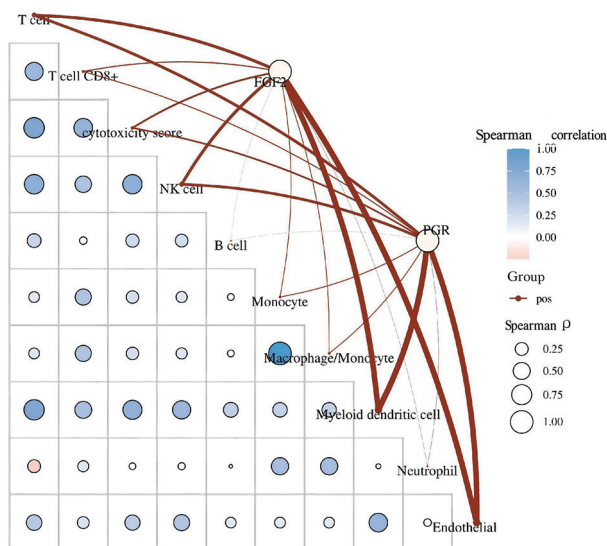 T cell
T cell CD8+
FGF2
cytotoxicity score
NK cell
PGR
B cell
Monocyte
Macrophage/Monocyte
Myeloid dendritic cell
Neutrophil
Endothelial
Spearman correlation
1.00
0.75
0.50
0.25
0.00
Group
pos
Spearman ρ
0.25
0.50
0.75
1.00